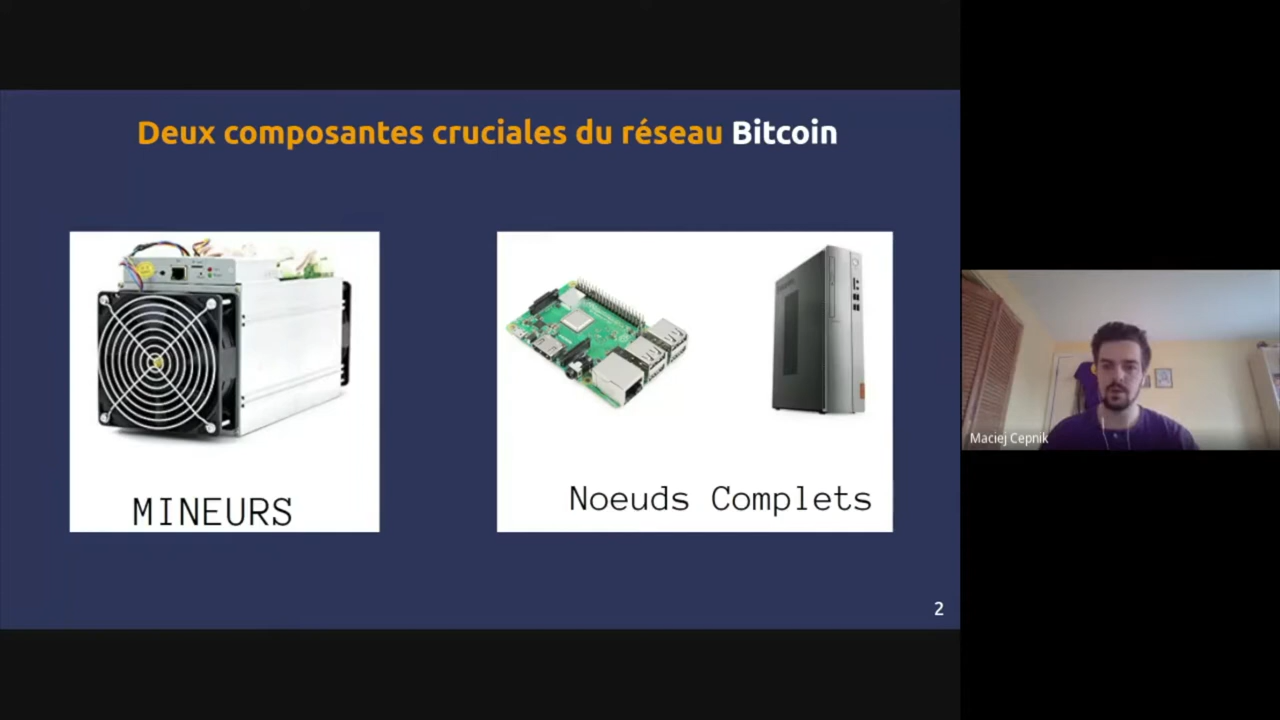 Deux composantes cruciales du réseau Bitcoin
MINEURS
Noeuds Complets
2
Maciej Cepnik